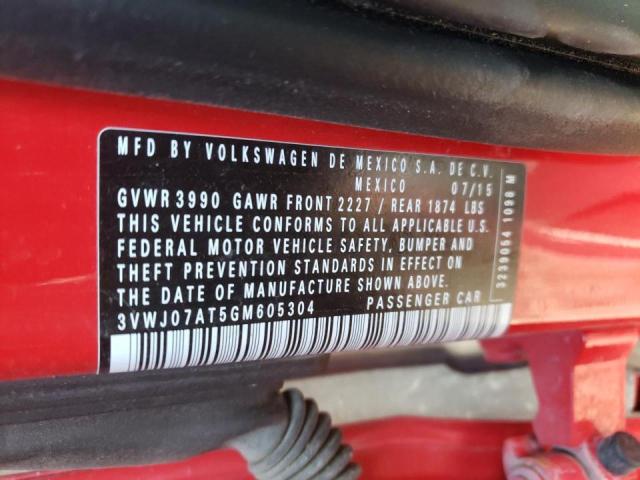 MFD BY VOLKSWAGEN DE MEXICO S.A. DE C.V.
MEXICO 07/15
GVWR 3990 GAWR FRONT 2227 / REAR 1874 LBS
THIS VEHICLE CONFORMS TO ALL APPLICABLE U.S.
FEDERAL MOTOR VEHICLE SAFETY, BUMPER AND
THEFT PREVENTION STANDARDS IN EFFECT ON
THE DATE OF MANUFACTURE SHOWN ABOVE.
3VWJ07AT5GM605304 PASSENGER CAR
3239054 1098 M